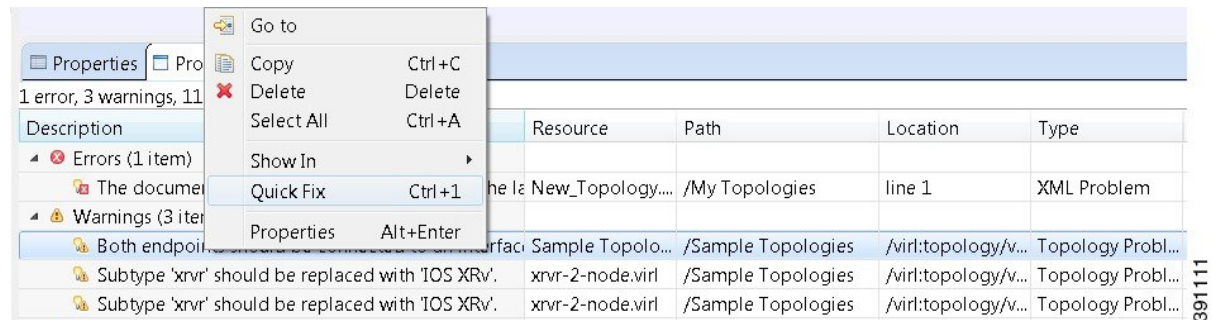 Go to
Properties Pro Copy Ctrl+C
1 error, 3 warnings, 11 Delete Delete
Select All Ctrl+A
Description Resource Path Location Type
Errors (1 item) Show In
The docume he la New_Topology.... /My Topologies line 1 XML Problem
Quick Fix Ctrl+1
Warnings (3 iter
Properties Alt+Enter
Both endpoin Sample Topolo... /Sample Topologies /virl:topology/v... Topology Probl...
Subtype 'xrvr' should be replaced with 'IOS XRv'. xrvr-2-node.virl /Sample Topologies /virl:topology/v... Topology Probl...
Subtype 'xrvr' should be replaced with 'IOS XRv'. xrvr-2-node.virl /Sample Topologies /virl:topology/v... Topology Probl...
391111